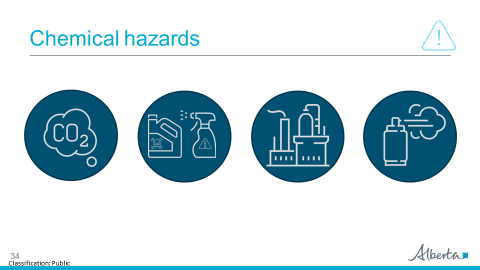 Chemical hazards
!
CO2
!
34
Classification: Public
Alberta